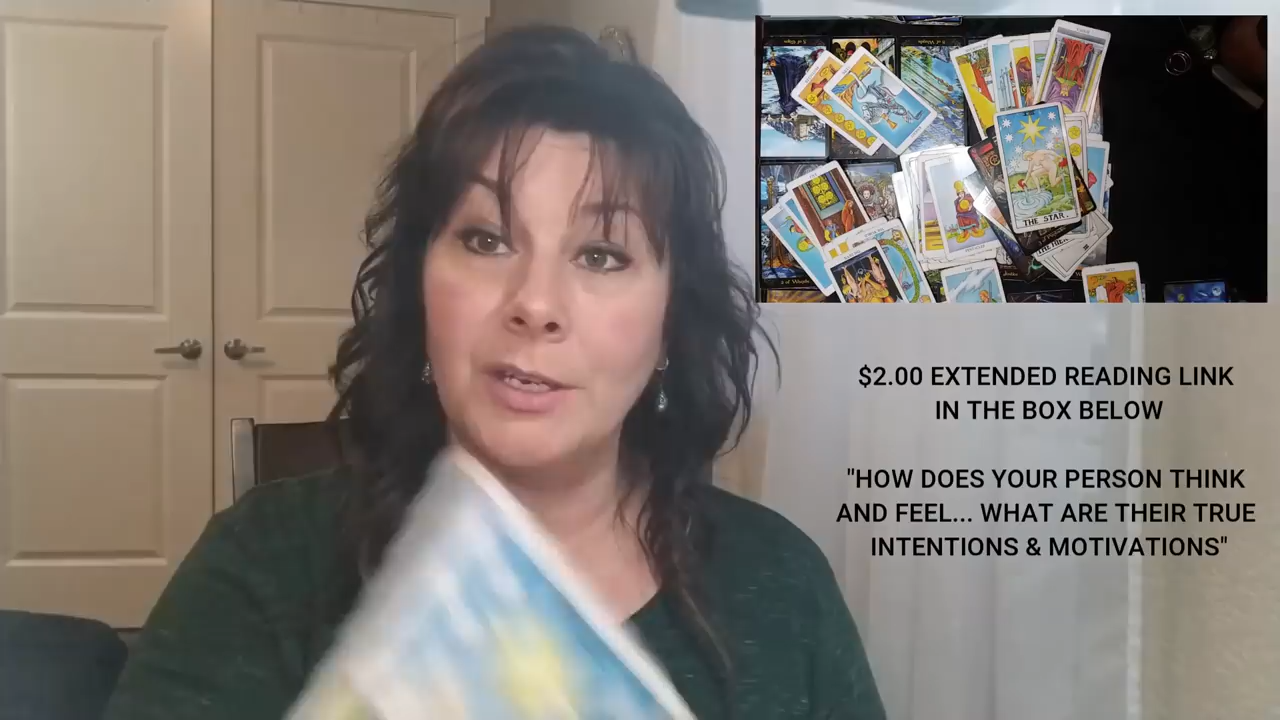 THE STAR.
$2.00 EXTENDED READING LINK
IN THE BOX BELOW
"HOW DOES YOUR PERSON THINK
AND FEEL... WHAT ARE THEIR TRUE
INTENTIONS & MOTIVATIONS"